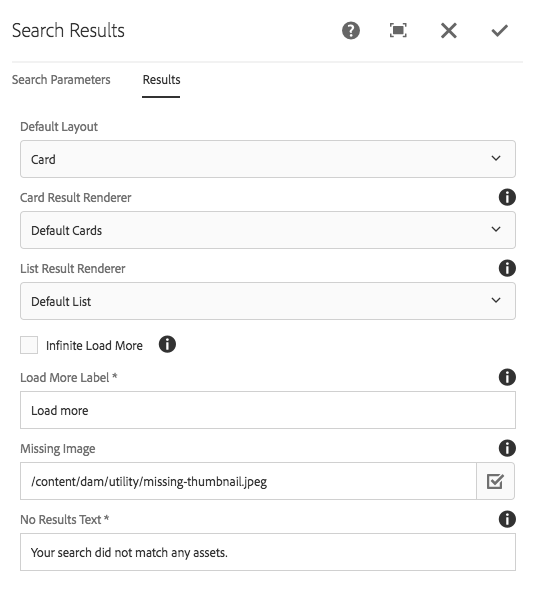 Search Results
Search Parameters Results
Default Layout
Card
Card Result Renderer
Default Cards
List Result Renderer
Default List
Infinite Load More
Load More Label *
Load more
Missing Image
/content/dam/utility/missing-thumbnail.jpeg
No Results Text *
Your search did not match any assets.